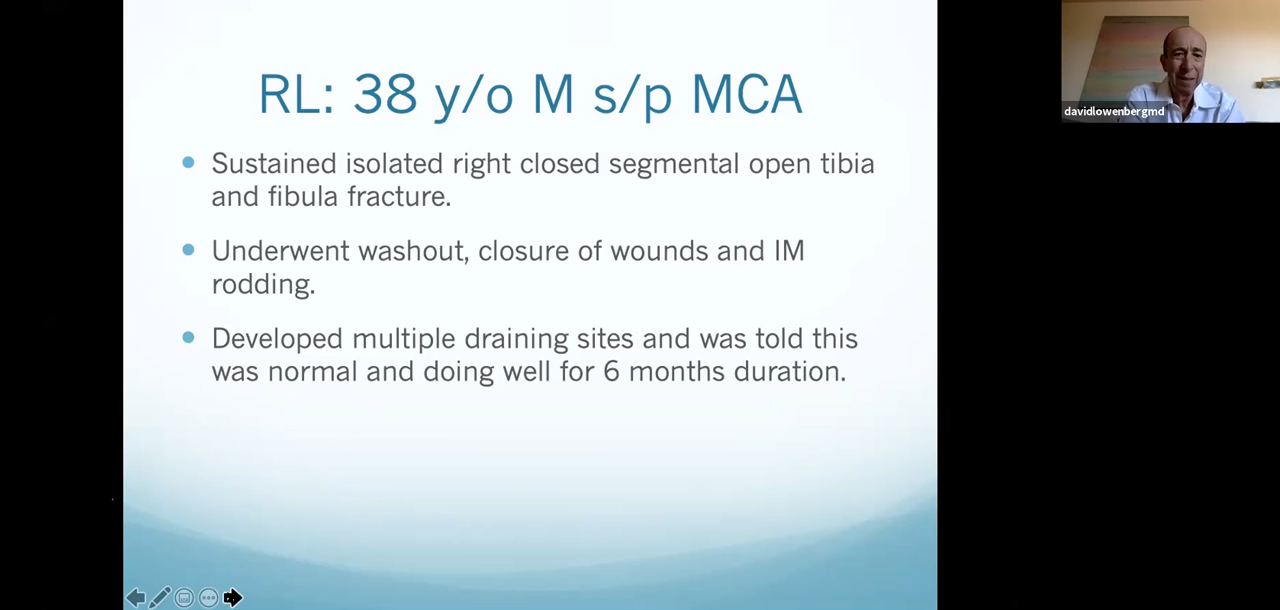 RL: 38 y/o M s/p MCA
Sustained isolated right closed segmental open tibia
and fibula fracture.
Underwent washout, closure of wounds and IM
rodding.
Developed multiple draining sites and was told this
was normal and doing well for 6 months duration.
davidlowenbergmd